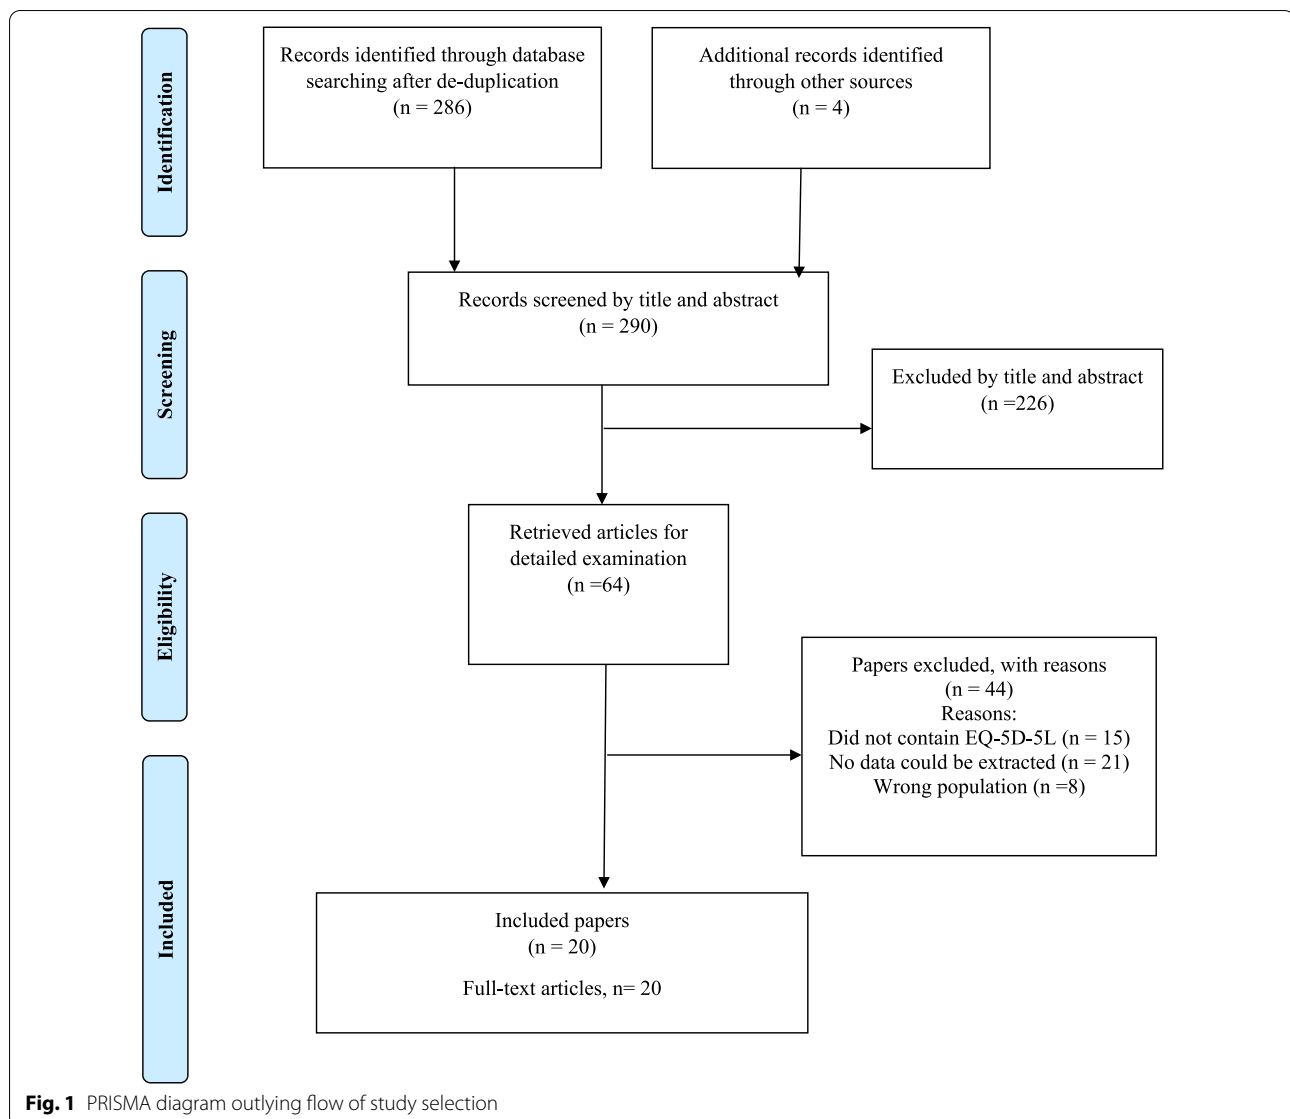 Identification
Records identified through database
searching after de-duplication
(n = 286)
Additional records identified
through other sources
(n = 4)
Screening
Records screened by title and abstract
(n = 290)
Excluded by title and abstract
(n =226)
Eligibility
Retrieved articles for
detailed examination
(n =64)
Papers excluded, with reasons
(n = 44)
Reasons:
Did not contain EQ-5D-5L (n = 15)
No data could be extracted (n = 21)
Wrong population (n =8)
Included
Included papers
(n = 20)
Full-text articles, n= 20
Fig. 1 PRISMA diagram outlying flow of study selection